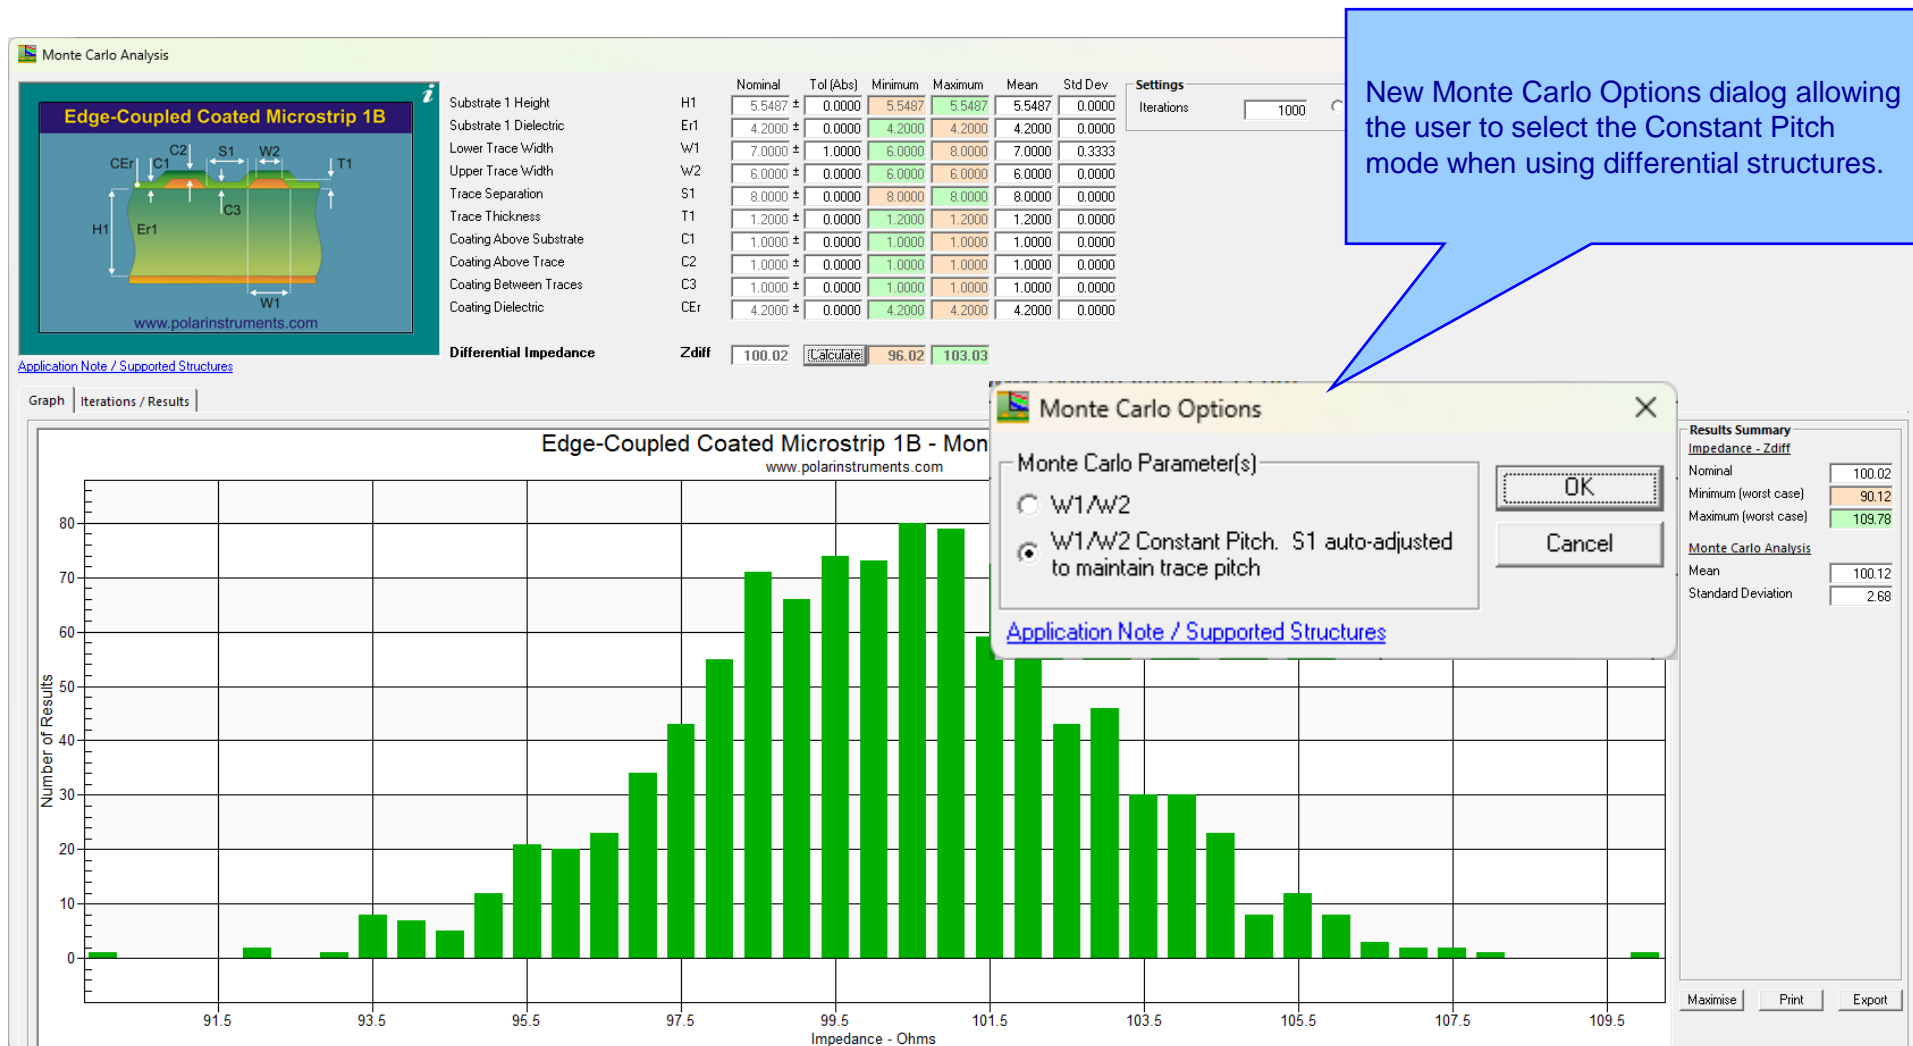 Monte Carlo Analysis
New Monte Carlo Options dialog allowing
the user to select the Constant Pitch
mode when using differential structures.
i
Edge-Coupled Coated Microstrip 1B
CEr C1 C2 S1 W2 T1
H1 Er1 C3
W1
www.polarinstruments.com
Application Note / Supported Structures
Nominal Tol (Abs) Minimum Maximum Mean Std Dev
Substrate 1 Height H1 5.5487 ± 0.0000 5.5487 5.5487 5.5487 0.0000
Substrate 1 Dielectric Er1 4.2000 ± 0.0000 4.2000 4.2000 4.2000 0.0000
Lower Trace Width W1 7.0000 ± 1.0000 6.0000 8.0000 7.0000 0.3333
Upper Trace Width W2 6.0000 ± 0.0000 6.0000 6.0000 6.0000 0.0000
Trace Separation S1 8.0000 ± 0.0000 8.0000 8.0000 8.0000 0.0000
Trace Thickness T1 1.2000 ± 0.0000 1.2000 1.2000 1.2000 0.0000
Coating Above Substrate C1 1.0000 ± 0.0000 1.0000 1.0000 1.0000 0.0000
Coating Above Trace C2 1.0000 ± 0.0000 1.0000 1.0000 1.0000 0.0000
Coating Between Traces C3 1.0000 ± 0.0000 1.0000 1.0000 1.0000 0.0000
Coating Dielectric CEr 4.2000 ± 0.0000 4.2000 4.2000 4.2000 0.0000
Differential Impedance Zdiff 100.02 Calculate 96.02 103.03
Settings
Iterations 1000
Graph Iterations / Results
Edge-Coupled Coated Microstrip 1B - Mon
www.polarinstruments.com
Number of Results
80
70
60
50
40
30
20
10
0
91.5 93.5 95.5 97.5 99.5 101.5 103.5 105.5 107.5 109.5
Impedance - Ohms
Monte Carlo Options
Monte Carlo Parameter(s)
W1/W2
W1/W2 Constant Pitch. S1 auto-adjusted
to maintain trace pitch
OK
Cancel
Application Note / Supported Structures
Results Summary
Impedance - Zdiff
Nominal 100.02
Minimum (worst case) 90.12
Maximum (worst case) 109.78
Monte Carlo Analysis
Mean 100.12
Standard Deviation 2.68
Maximise Print Export